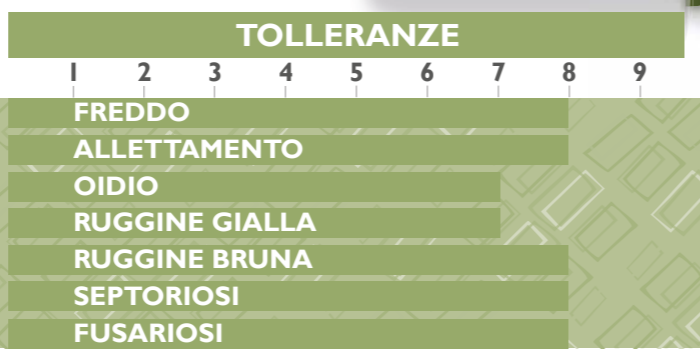 TOLLERANZE
1 2 3 4 5 6 7 8 9
FREDDO
ALLETTAMENTO
OIDIO
RUGGINE GIALLA
RUGGINE BRUNA
SEPTORIOSI
FUSARIOSI